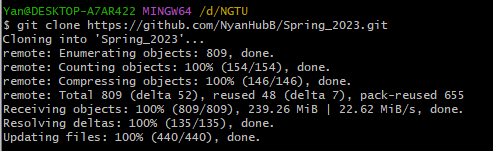 Yan@DESKTOP-A7AR422 MINGW64 /d/NGTU
$ git clone https://github.com/NyanHubB/Spring_2023.git
Cloning into 'Spring_2023'...
remote: Enumerating objects: 809, done.
remote: Counting objects: 100% (154/154), done.
remote: Compressing objects: 100% (146/146), done.
remote: Total 809 (delta 52), reused 48 (delta 7), pack-reused 655
Receiving objects: 100% (809/809), 239.26 MiB | 22.62 MiB/s, done.
Resolving deltas: 100% (135/135), done.
Updating files: 100% (440/440), done.